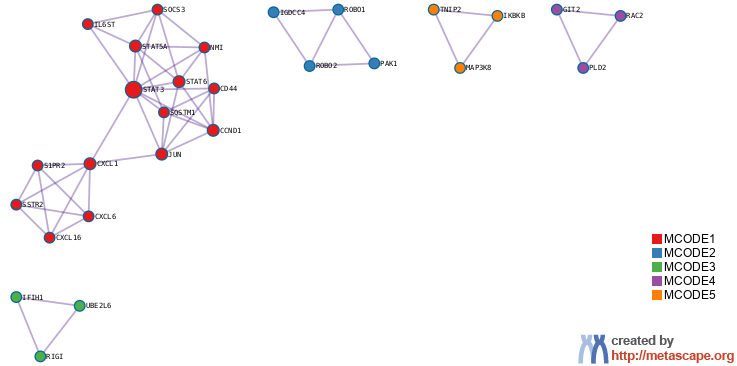 SOCS3
IL6ST
STAT5A
NMI
STAT6
STAT3
CD44
SQSTM1
CCND1
JUN
CXCL1
S1PR2
SSTR2
CXCL6
CXCL16
IGDCC4
ROBO1
ROBO2
PAK1
TNIP2
IKBKB
MAP3K8
GIT2
RAC2
PLD2
IFIH1
UBE2L6
RIGI
MCODE1
MCODE2
MCODE3
MCODE4
MCODE5
created by
http://metascape.org